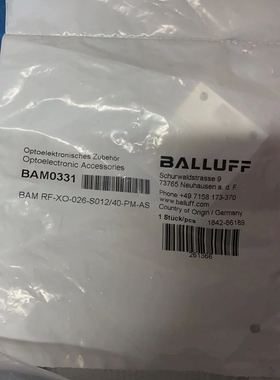 Optoelektronisches Zubehör
Optoelectronic Accessories
BAM0331
BAM RF-XO-026-S012/40-PM-AS
BALLUFF
Schurwaldstrasse 9
73765 Neuhausen a. d. F.
Phone +49 7158 173-370
www.balluff.com
Country of Origin / Germany
1 Stück/pcs 1842-86189
261366